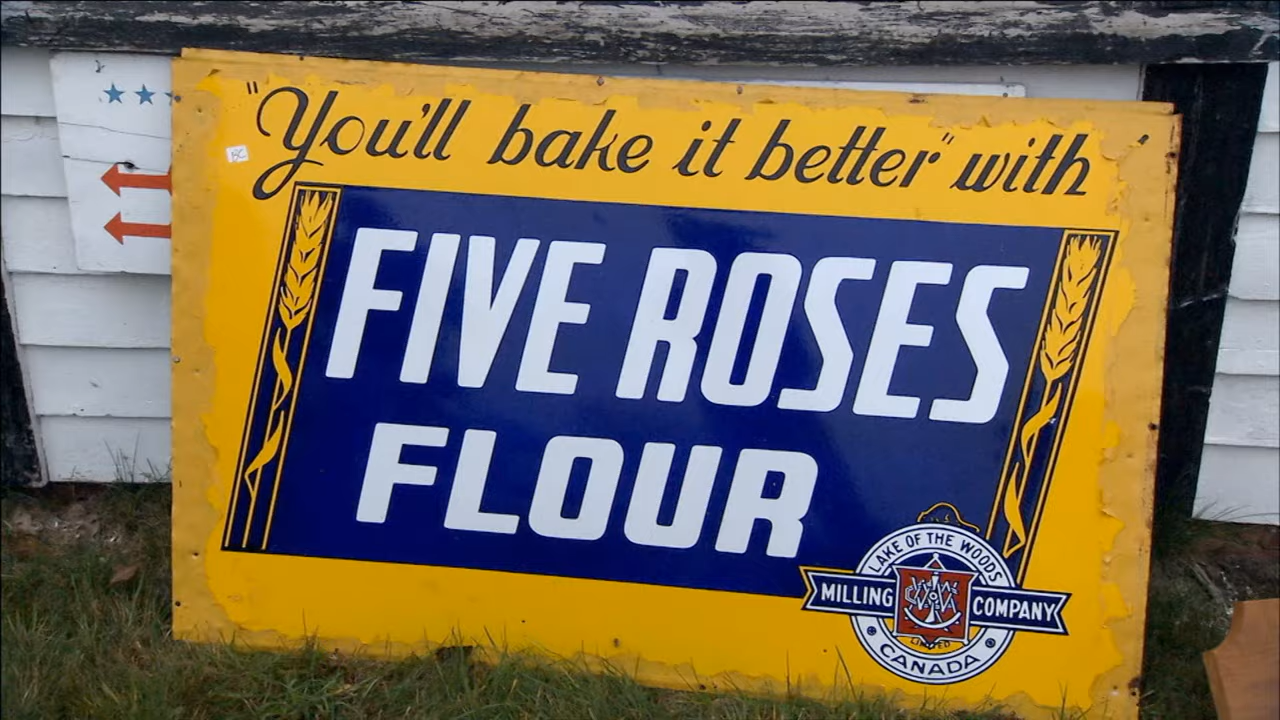 "You'll bake it better" with
FIVE ROSES
FLOUR
LAKE OF THE WOODS
MILLING COMPANY
LIMITED
CANADA